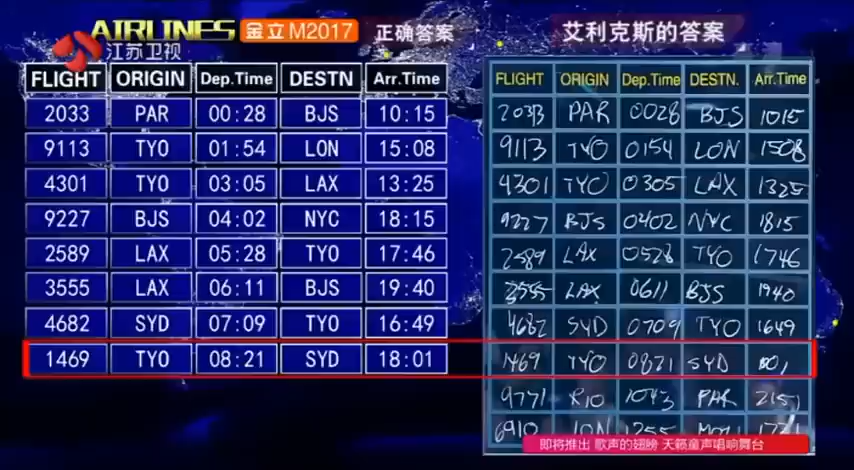 AIRLINES 金立M2017 正确答案 艾利克斯的答案
江苏卫视
FLIGHT ORIGIN Dep.Time DESTN Arr.Time FLIGHT ORIGIN Dep.Time DESTN. Arr.Time
2033 PAR 00:28 BJS 10:15 2033 PAR 0028 BJS 1015
9113 TYO 01:54 LON 15:08 9113 TYO 0154 LON 1508
4301 TYO 03:05 LAX 13:25 4301 TYO 0305 LAX 1325
9227 BJS 04:02 NYC 18:15 9227 BJS 0402 NYC 1815
2589 LAX 05:28 TYO 17:46 2589 LAX 0528 TYO 1746
3555 LAX 06:11 BJS 19:40 3555 LAX 0611 BJS 1940
4682 SYD 07:09 TYO 16:49 4682 SYD 0709 TYO 1649
1469 TYO 08:21 SYD 18:01 1469 TYO 0821 SYD
9771 RIO 1043 PAR 2151
6910
即将推出 歌声的翅膀 天籁童声唱响舞台